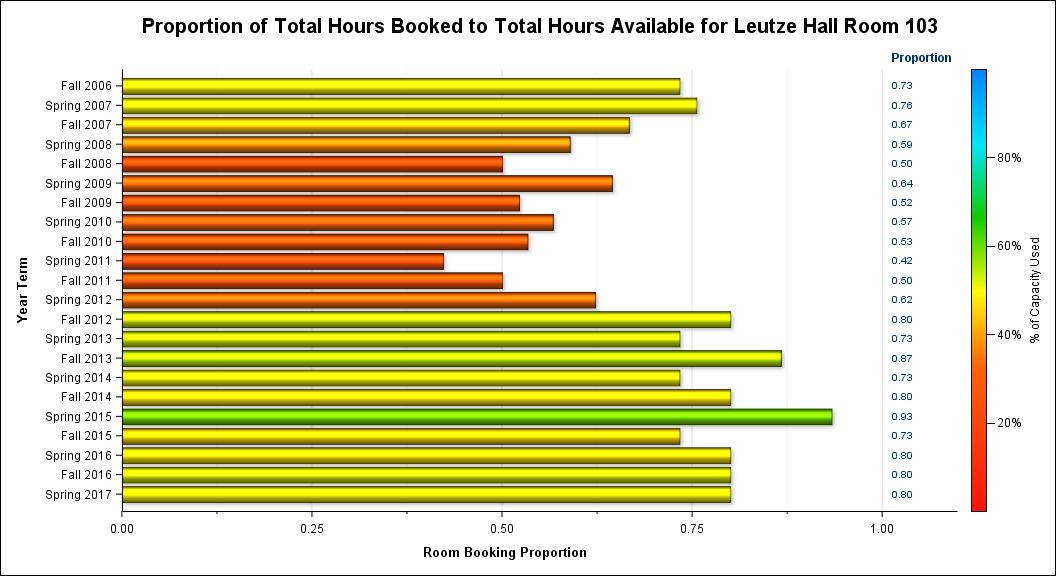 Proportion of Total Hours Booked to Total Hours Available for Leutze Hall Room 103
Proportion
Fall 2006 0.73
Spring 2007 0.76
Fall 2007 0.67
Spring 2008 0.59
Fall 2008 0.50
Spring 2009 0.64
Fall 2009 0.52
Spring 2010 0.57
Fall 2010 0.53
Spring 2011 0.42
Fall 2011 0.50
Spring 2012 0.62
Fall 2012 0.80
Spring 2013 0.73
Fall 2013 0.87
Spring 2014 0.73
Fall 2014 0.80
Spring 2015 0.93
Fall 2015 0.73
Spring 2016 0.80
Fall 2016 0.80
Spring 2017 0.80
Year Term
0.00 0.25 0.50 0.75 1.00
Room Booking Proportion
80%
60%
40%
20%
% of Capacity Used